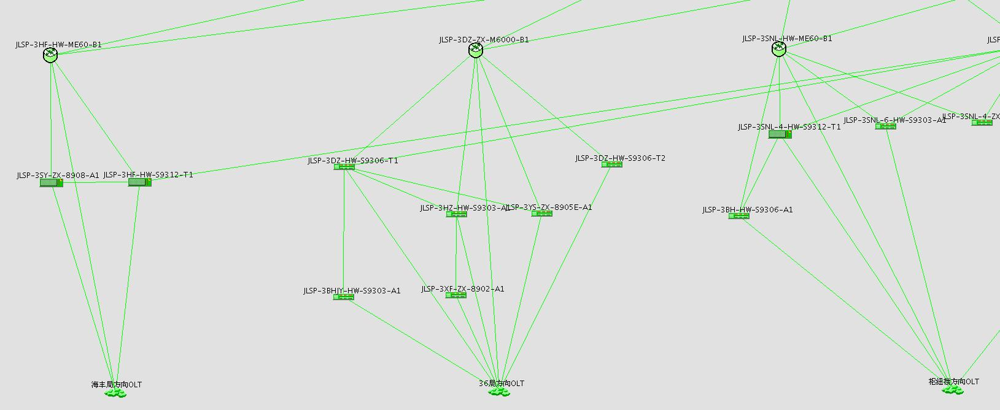 JLSP-3HF-HW-ME60-B1
JLSP-3DZ-ZX-M6000-B1
JLSP-3SNL-HW-ME60-B1
JLSP
JLSP-3SY-ZX-8908-A1
JLSP-3HF-HW-S9312-T1
JLSP-3DZ-HW-S9306-T1
JLSP-3DZ-HW-S9306-T2
JLSP-3SNL-4-HW-S9312-T1
JLSP-3SNL-6-HW-S9303-A1
JLSP-3SNL-4-ZX
JLSP-3HZ-HW-S9303-A1
JLSP-3YS-ZX-8905E-A1
JLSP-3BH-HW-S9306-A1
JLSP-3BHJY-HW-S9303-A1
JLSP-3XF-ZX-8902-A1
海丰局方向OLT
36局方向OLT
枢纽楼方向OLT